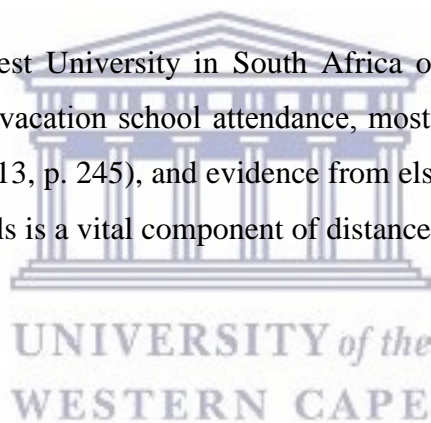 est University in South Africa o
vacation school attendance, most
13, p. 245), and evidence from els
ls is a vital component of distance
UNIVERSITY of the
WESTERN CAPE